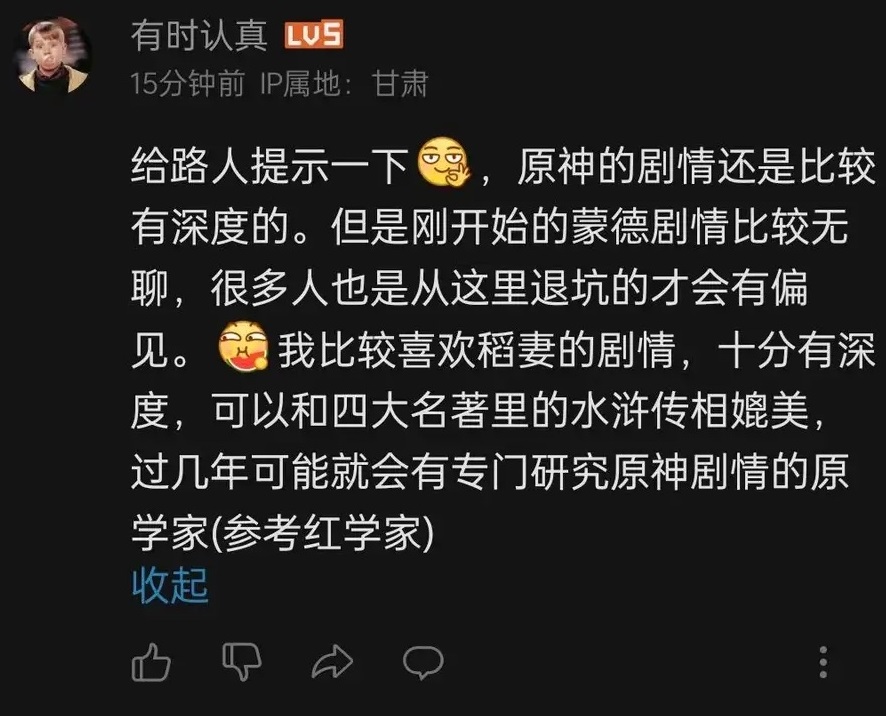 有时认真 LV5
15分钟前 IP属地：甘肃
给路人提示一下，原神的剧情还是比较
有深度的。但是刚开始的蒙德剧情比较无
聊，很多人也是从这里退坑的才会有偏
见。我比较喜欢稻妻的剧情，十分有深
度，可以和四大名著里的水浒传相媲美，
过几年可能就会有专门研究原神剧情的原
学家(参考红学家)
收起